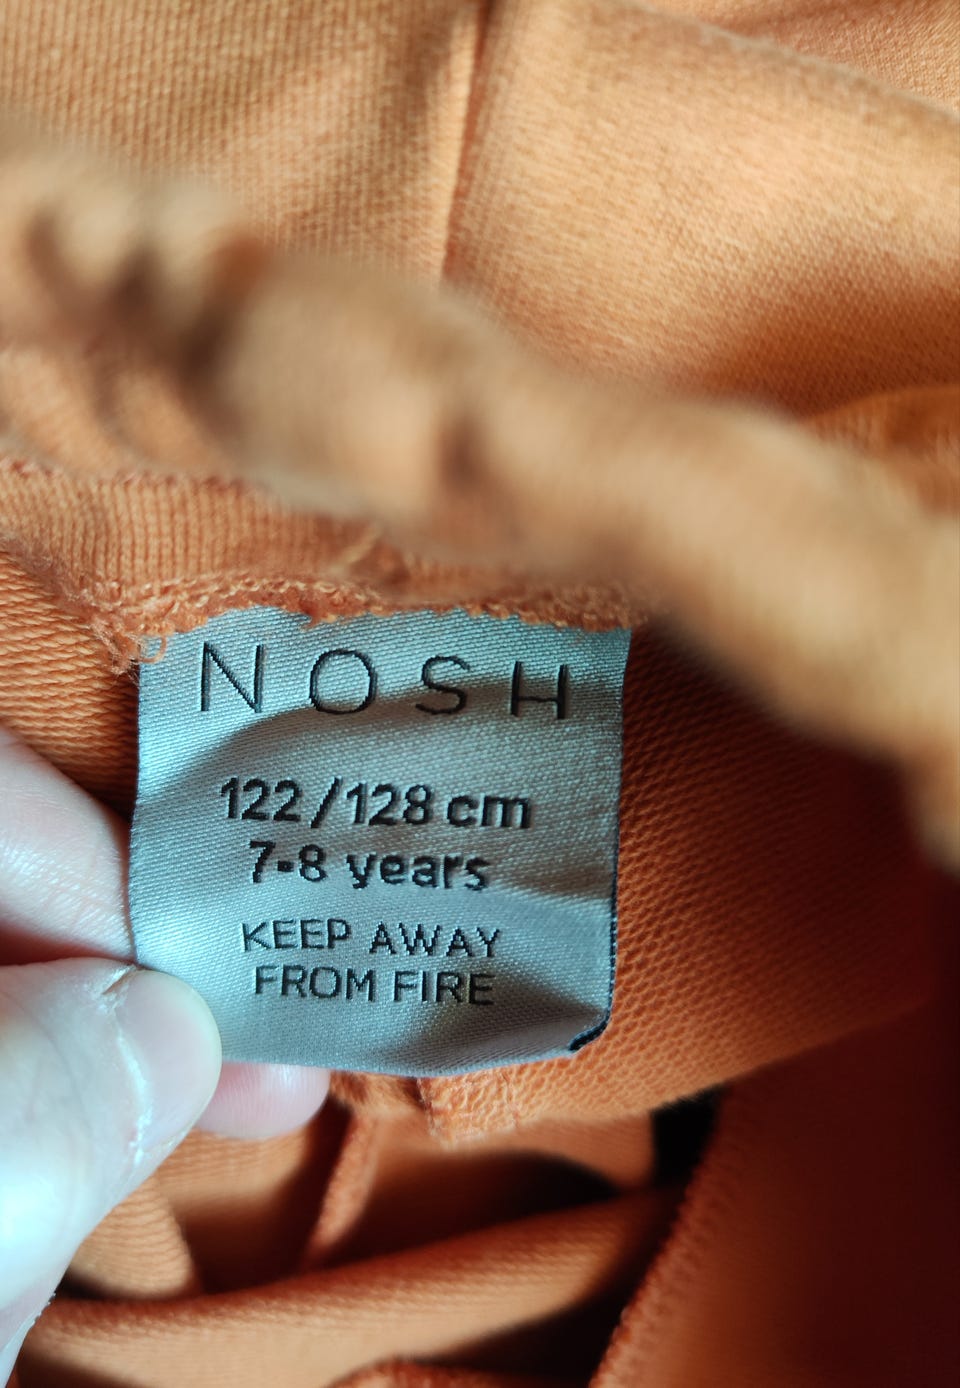 NOSH
122/128 cm
7-8 years
KEEP AWAY
FROM FIRE